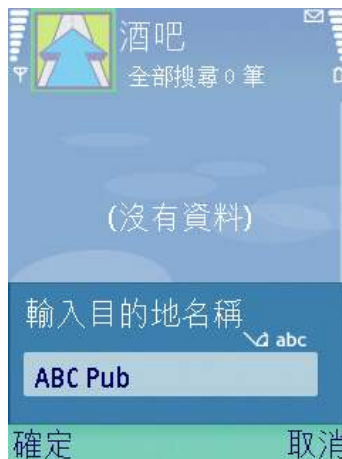 酒吧
全部搜尋 0 筆
(沒有資料)
輸入目的地名稱
abc
ABC Pub
確定
取消